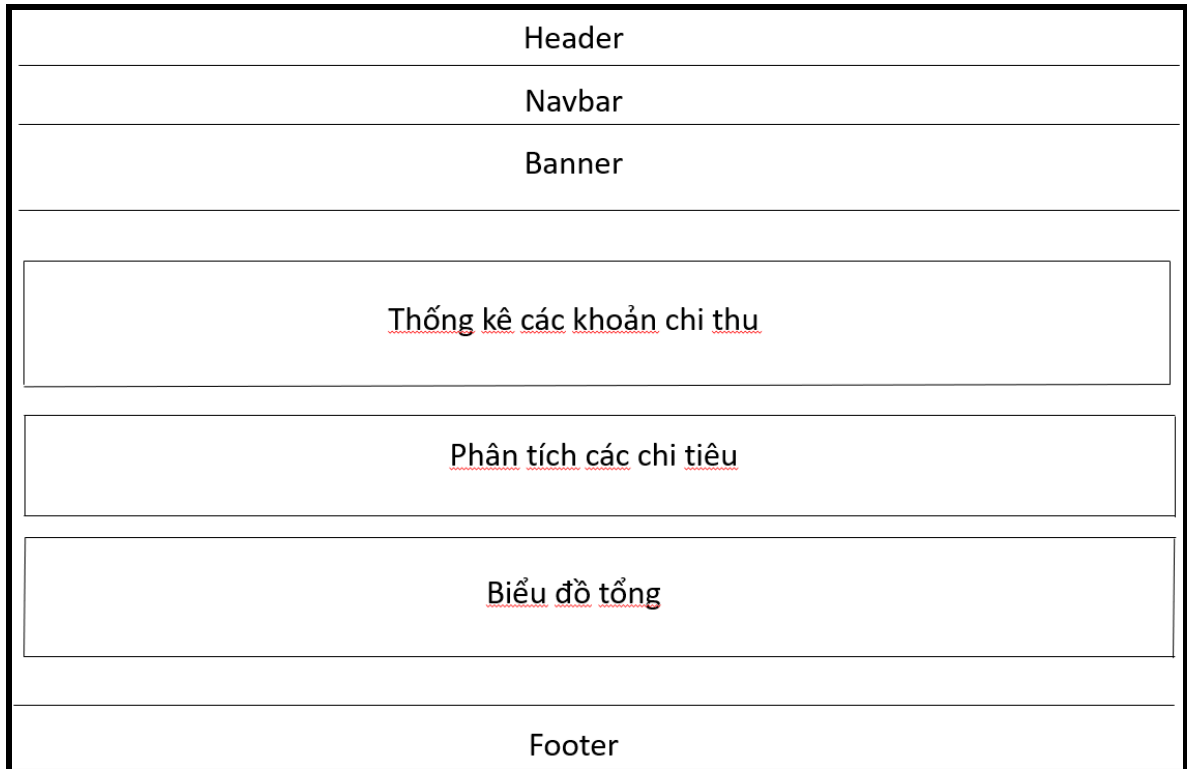 Header
Navbar
Banner
Thống kê các khoản chi thu
Phân tích các chi tiêu
Biểu đồ tổng
Footer